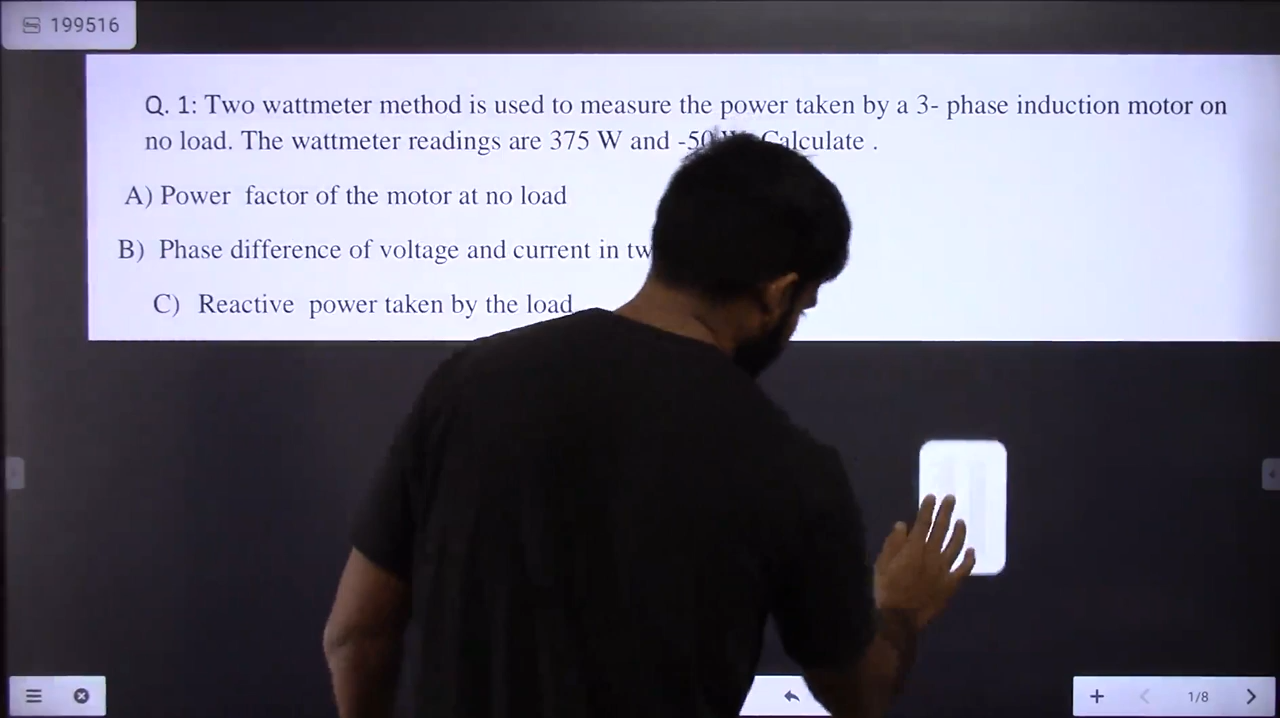 199516
Q. 1: Two wattmeter method is used to measure the power taken by a 3- phase induction motor on
no load. The wattmeter readings are 375 W and -50 Calculate .
A) Power factor of the motor at no load
B) Phase difference of voltage and current in
C) Reactive power taken by the load
1/8